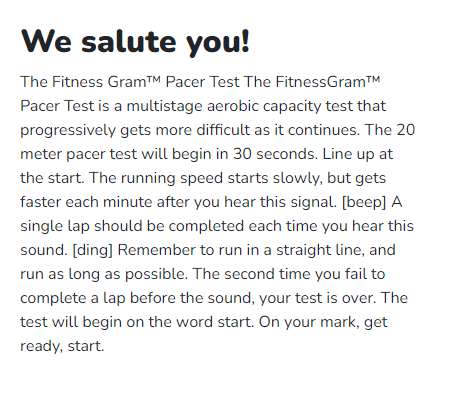 We salute you!
The Fitness Gram™ Pacer Test The FitnessGram™
Pacer Test is a multistage aerobic capacity test that
progressively gets more difficult as it continues. The 20
meter pacer test will begin in 30 seconds. Line up at
the start. The running speed starts slowly, but gets
faster each minute after you hear this signal. [beep] A
single lap should be completed each time you hear this
sound. [ding] Remember to run in a straight line, and
run as long as possible. The second time you fail to
complete a lap before the sound, your test is over. The
test will begin on the word start. On your mark, get
ready, start.